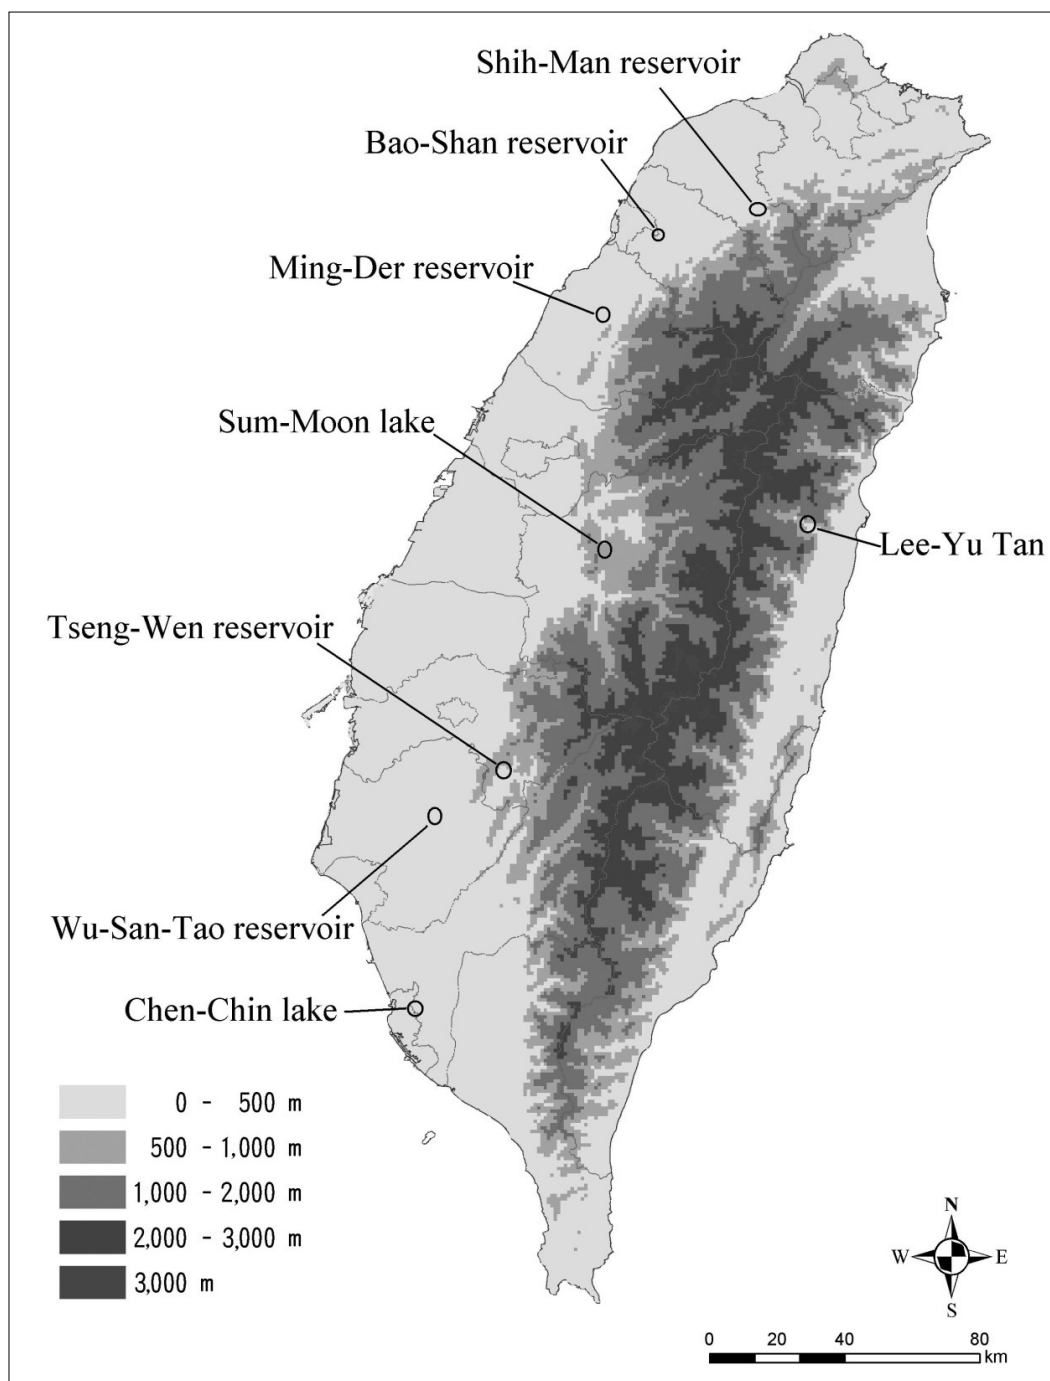 Shih-Man reservoir
Bao-Shan reservoir
Ming-Der reservoir
Sum-Moon lake
Lee-Yu Tan
Tseng-Wen reservoir
Wu-San-Tao reservoir
Chen-Chin lake
0 - 500 m
500 - 1,000 m
1,000 - 2,000 m
2,000 - 3,000 m
3,000 m
N
W E
S
0 20 40 80
km